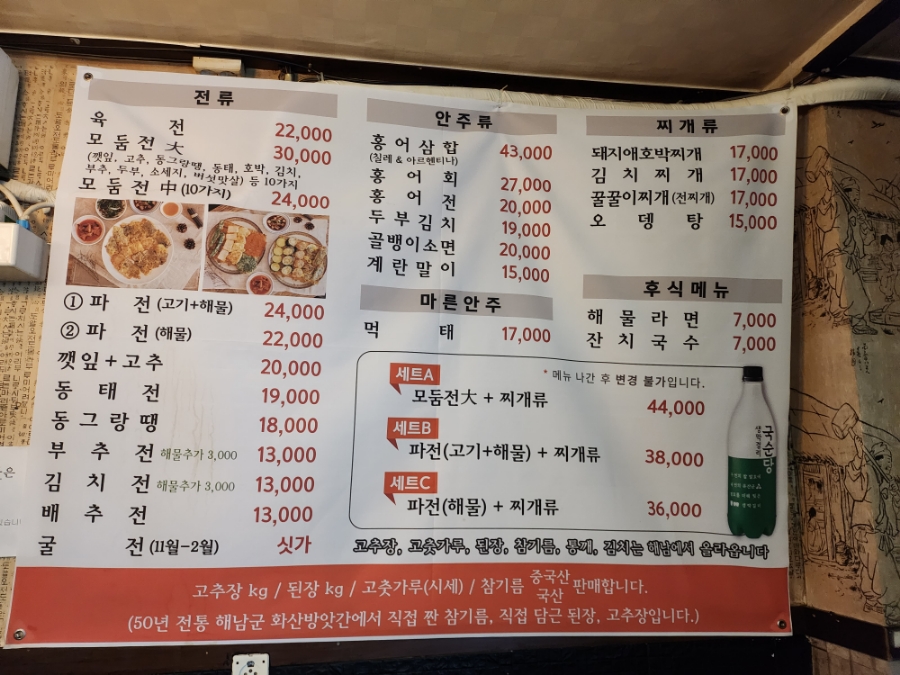 전류
육 전 22,000
모 둠 전 大 30,000
(깻잎, 고추, 동그랑땡, 동태, 호박, 김치,
부추, 두부, 소세지, 버섯맛살) 등 10가지
모 둠 전 中 (10가지) 24,000
① 파 전 (고기+해물) 24,000
② 파 전 (해물) 22,000
깻잎+고추 20,000
동 태 전 19,000
동 그 랑 땡 18,000
부 추 전 해물추가 3,000 13,000
김 치 전 해물추가 3,000 13,000
배 추 전 13,000
굴 전 (11월-2월) 싯가
안주류
홍어삼합 43,000
(칠레 & 아르헨티나)
홍 어 회 27,000
홍 어 전 20,000
두부김치 19,000
골뱅이소면 20,000
계란말이 15,000
마른안주
먹 태 17,000
찌개류
돼지애호박찌개 17,000
김 치 찌 개 17,000
꿀꿀이찌개 (전찌개) 17,000
오 뎅 탕 15,000
후식메뉴
해 물 라 면 7,000
잔 치 국 수 7,000
* 메뉴 나간 후 변경 불가입니다.
세트A
모둠전大 + 찌개류 44,000
세트B
파전(고기+해물) + 찌개류 38,000
세트C
파전(해물) + 찌개류 36,000
국순당
생막걸리
고추장, 고춧가루, 된장, 참기름, 통깨, 김치는 해남에서 올라옵니다
고추장 kg / 된장 kg / 고춧가루(시세) / 참기름 중국산 국산 판매합니다.
(50년 전통 해남군 화산방앗간에서 직접 짠 참기름, 직접 담근 된장, 고추장입니다.)